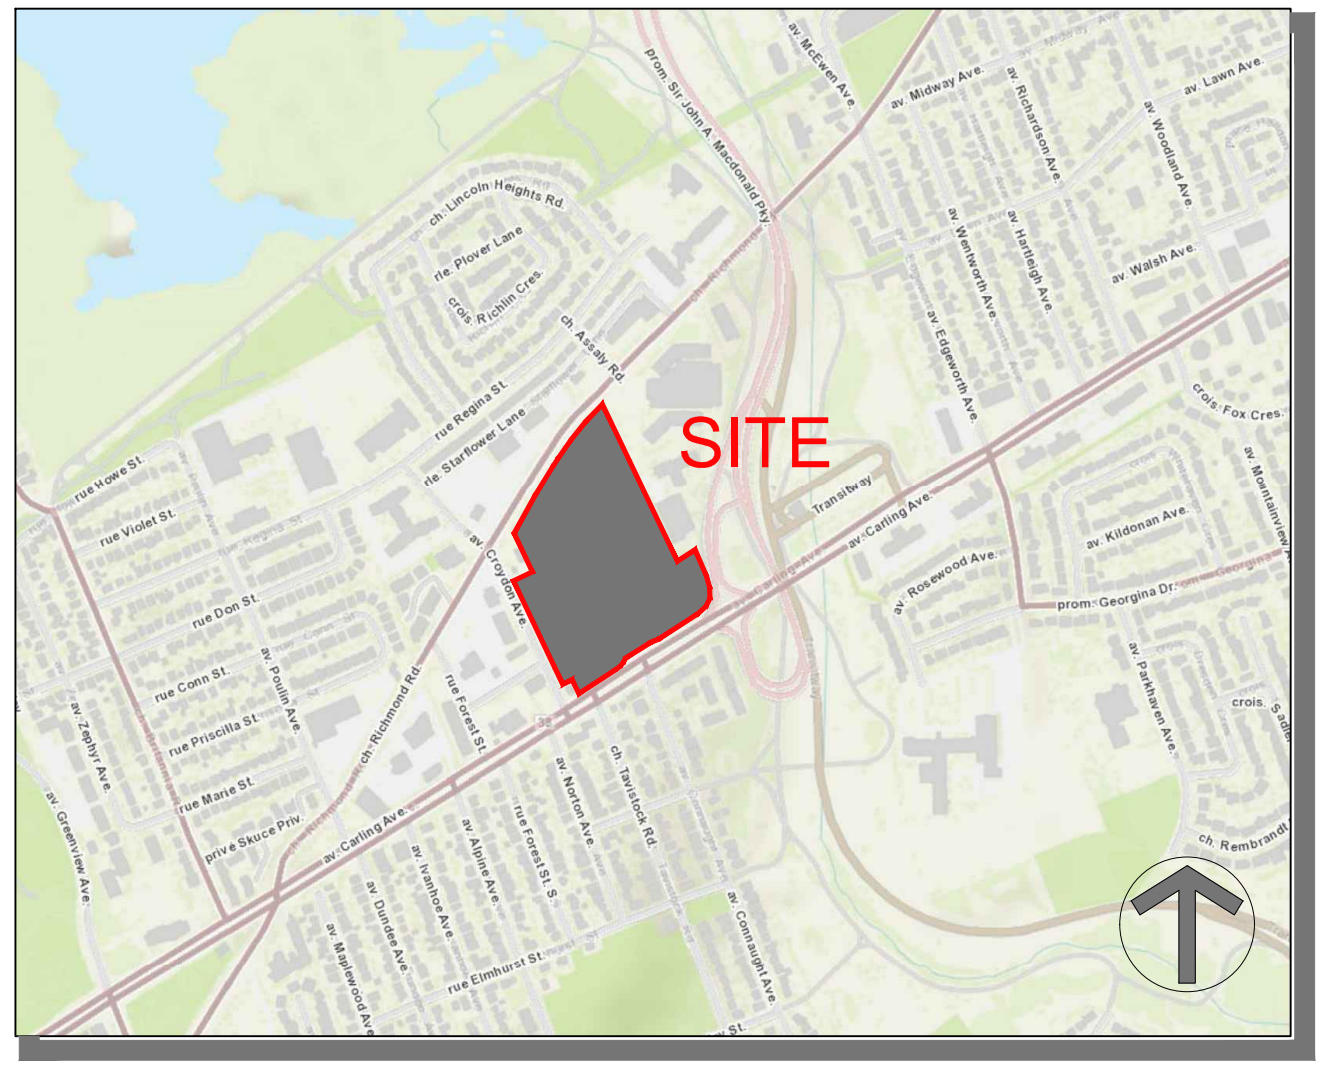 av. McEwen Ave.
av. Midway Ave.
av. Lawn Ave.
prom. Sir John A. Macdonald Pky.
av. Richardson Ave.
av. Woodland Ave.
ch. Lincoln Heights Rd.
rle. Plover Lane
crois. Richlin Cres.
av. Wentworth Ave.
av. Hartleigh Ave.
av. Walsh Ave.
ch. Richmond
ch. Assaly Rd.
av. Edgeworth Ave.
rue Regina St.
rle. Starflower Lane
crois. Fox Cres.
SITE
rue Howe St.
rue Violet St.
Transitway
av. Carling Ave.
av. Mountainview
av. Kildonan Ave.
av. Croydon Ave.
av. Rosewood Ave.
prom. Georgina Dr.
rue Don St.
rue Conn St.
av. Poulin Ave.
rue Forest St.
ch. Richmond Rd.
av. Parkhaven Ave.
crois. Sadler
av. Zephyr Ave.
rue Priscilla St.
38
rue Marie St.
av. Norton Ave.
ch. Tavistock Rd.
av. Greenview Ave.
privé Skuce Priv.
av. Carling Ave.
rue Forest St. S.
av. Alpine Ave.
av. Ivanhoe Ave.
ch. Rembrandt
av. Dundee Ave.
av. Maplewood Ave
rue Elmhurst St.
av. Connaught Ave.